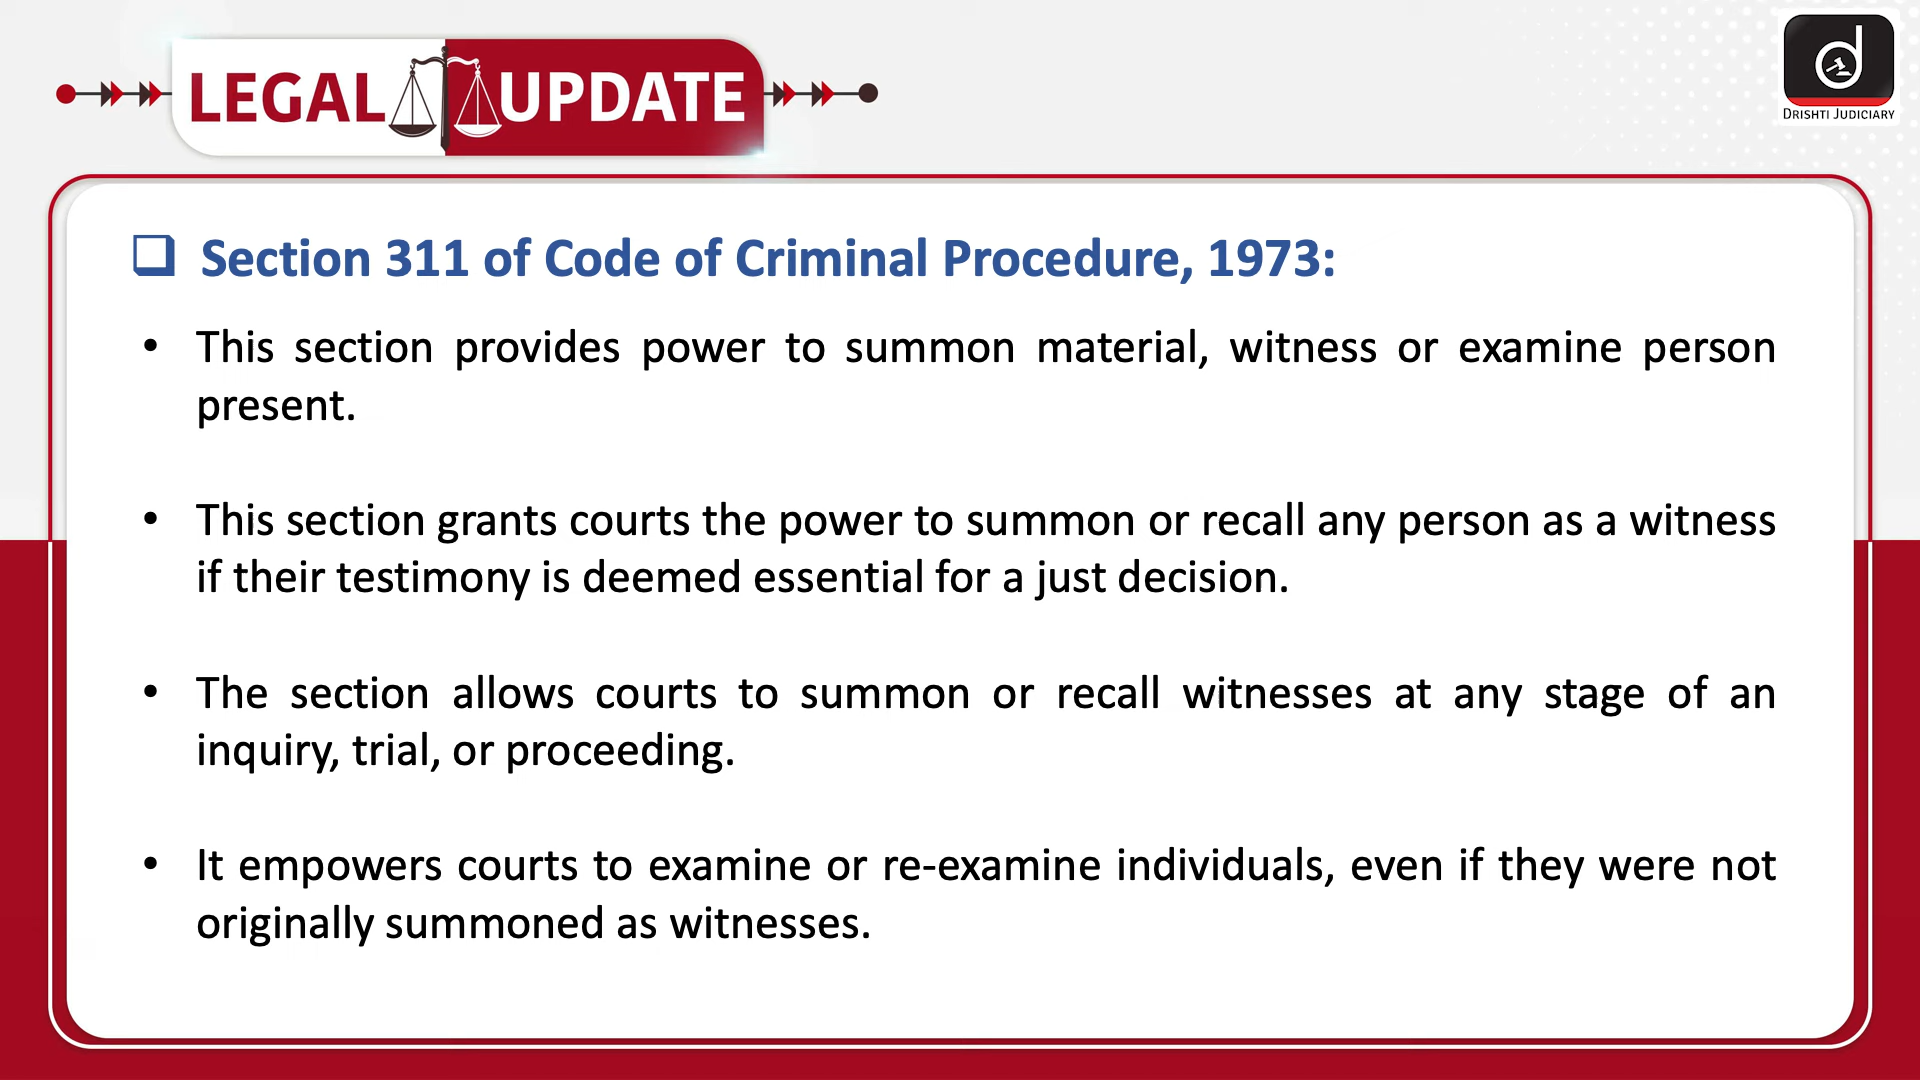 LEGAL UPDATE
DRISHTI JUDICIARY
❑ Section 311 of Code of Criminal Procedure, 1973:
• This section provides power to summon material, witness or examine person
present.
• This section grants courts the power to summon or recall any person as a witness
if their testimony is deemed essential for a just decision.
• The section allows courts to summon or recall witnesses at any stage of an
inquiry, trial, or proceeding.
• It empowers courts to examine or re-examine individuals, even if they were not
originally summoned as witnesses.